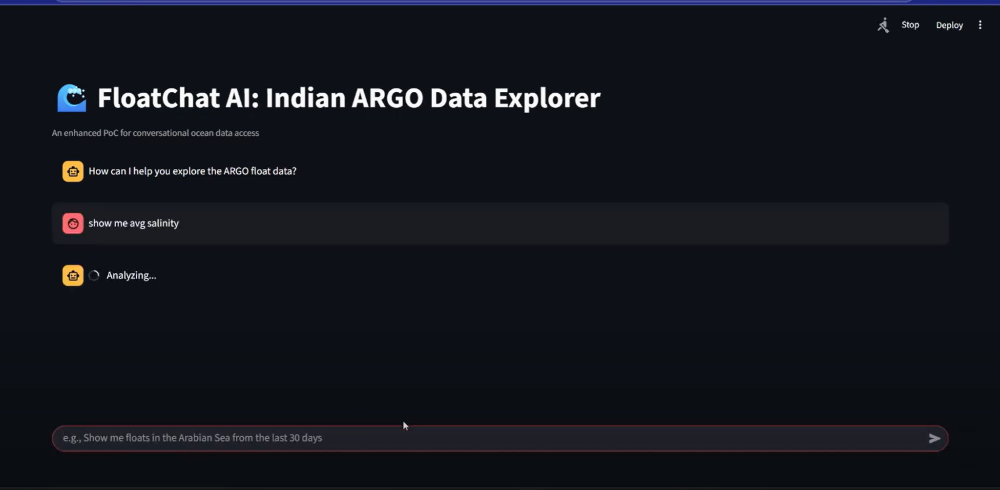 Stop Deploy
FloatChat AI: Indian ARGO Data Explorer
An enhanced PoC for conversational ocean data access
How can I help you explore the ARGO float data?
show me avg salinity
Analyzing...
e.g., Show me floats in the Arabian Sea from the last 30 days